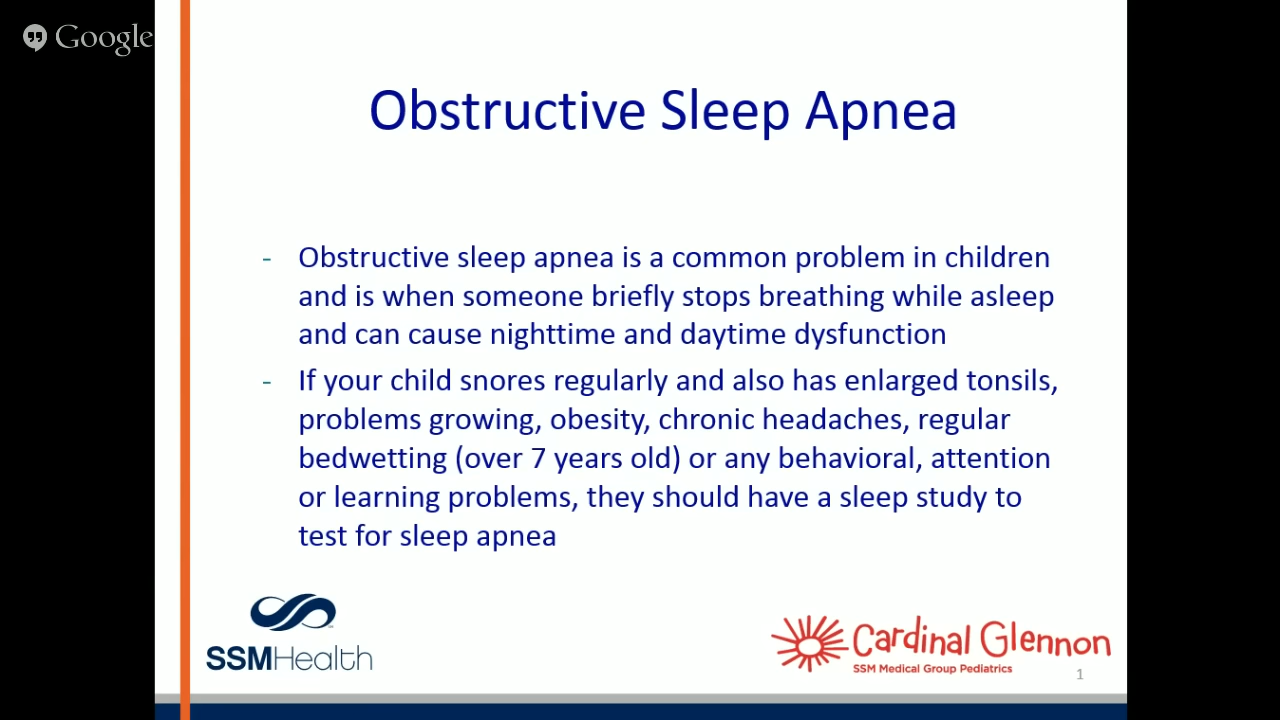 Google
Obstructive Sleep Apnea
- Obstructive sleep apnea is a common problem in children
and is when someone briefly stops breathing while asleep
and can cause nighttime and daytime dysfunction
- If your child snores regularly and also has enlarged tonsils,
problems growing, obesity, chronic headaches, regular
bedwetting (over 7 years old) or any behavioral, attention
or learning problems, they should have a sleep study to
test for sleep apnea
SSMHealth
Cardinal Glennon
SSM Medical Group Pediatrics
1